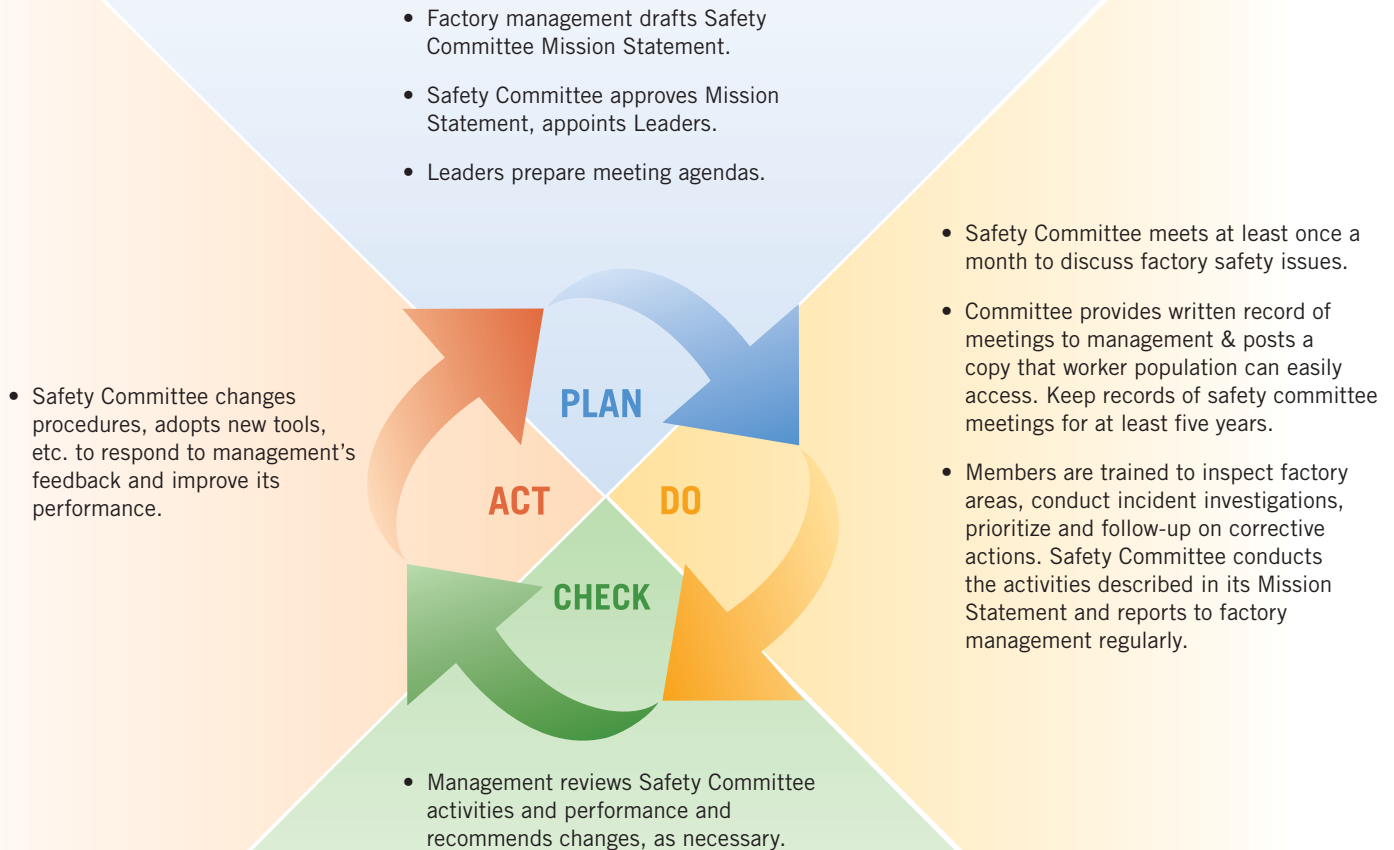 • Factory management drafts Safety
Committee Mission Statement.
• Safety Committee approves Mission
Statement, appoints Leaders.
• Leaders prepare meeting agendas.
PLAN
DO
• Safety Committee meets at least once a
month to discuss factory safety issues.
• Committee provides written record of
meetings to management & posts a
copy that worker population can easily
access. Keep records of safety committee
meetings for at least five years.
• Members are trained to inspect factory
areas, conduct incident investigations,
prioritize and follow-up on corrective
actions. Safety Committee conducts
the activities described in its Mission
Statement and reports to factory
management regularly.
CHECK
• Management reviews Safety Committee
activities and performance and
recommends changes, as necessary.
ACT
• Safety Committee changes
procedures, adopts new tools,
etc. to respond to management's
feedback and improve its
performance.